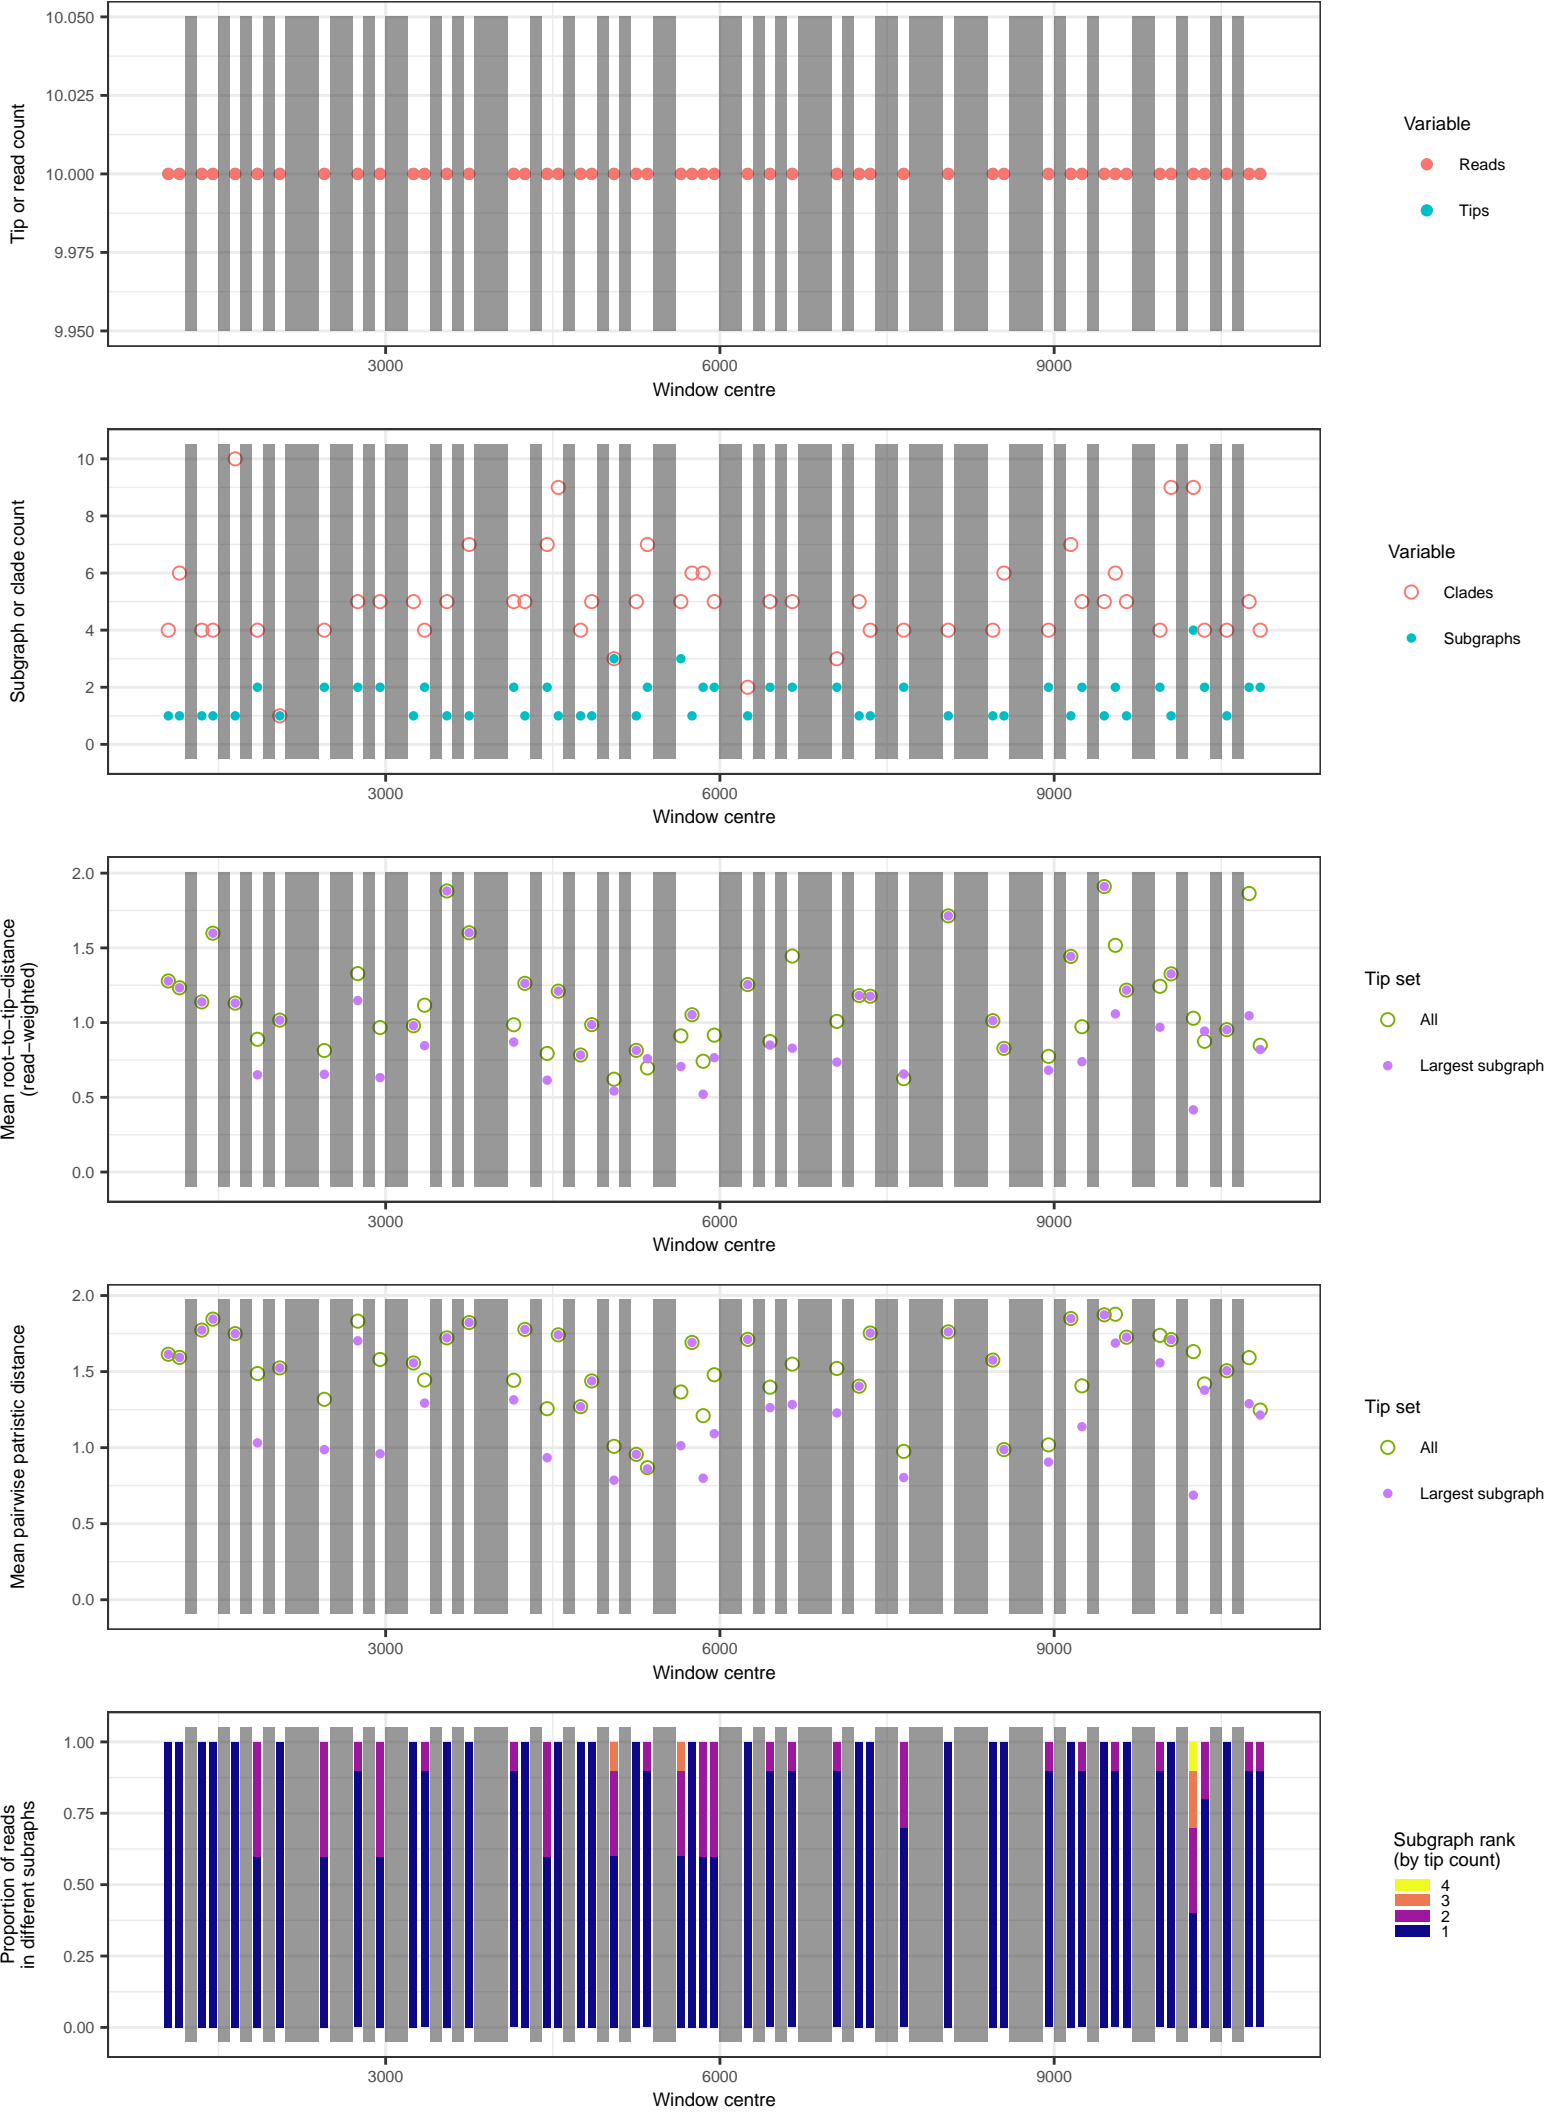 10.050
10.025
10.000
9.975
9.950
Tip or read count
3000 6000 9000
Window centre
Variable
Reads
Tips
10
8
6
4
2
0
Subgraph or clade count
3000 6000 9000
Window centre
Variable
Clades
Subgraphs
2.0
1.5
1.0
0.5
0.0
Mean root−to−tip−distance
(read−weighted)
3000 6000 9000
Window centre
Tip set
All
Largest subgraph
2.0
1.5
1.0
0.5
0.0
Mean pairwise patristic distance
3000 6000 9000
Window centre
Tip set
All
Largest subgraph
1.00
0.75
0.50
0.25
0.00
Proportion of reads
in different subraphs
3000 6000 9000
Window centre
Subgraph rank
(by tip count)
4
3
2
1